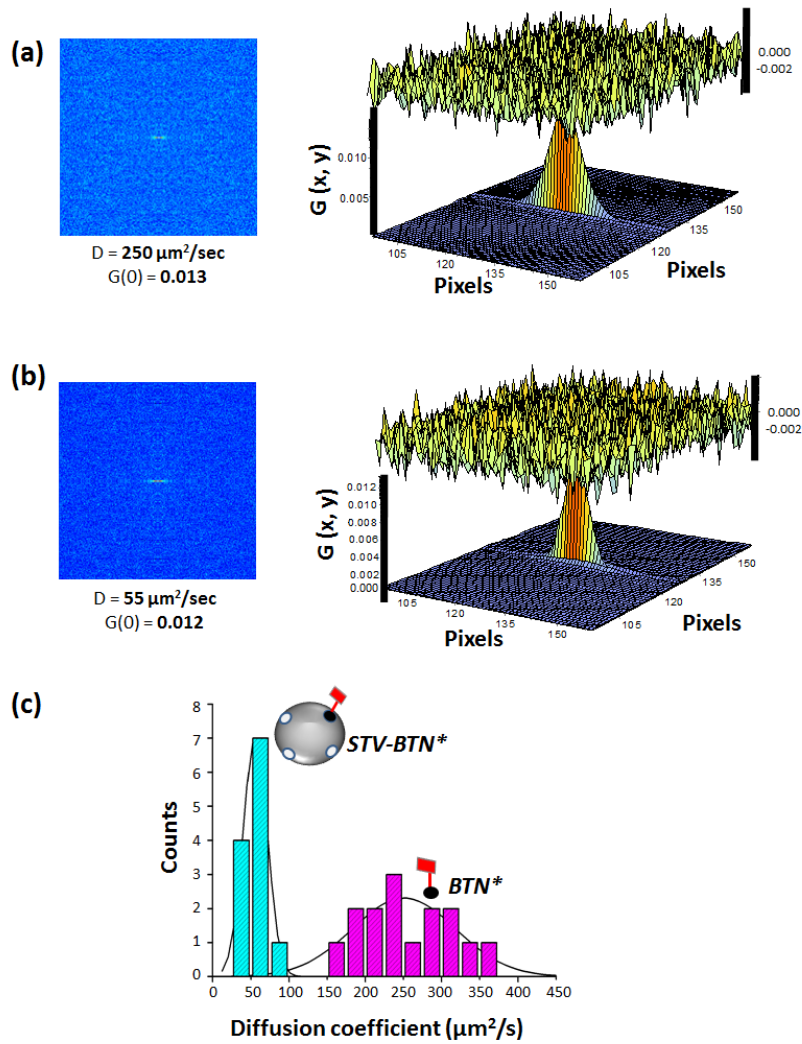 (a)
D = 250 µm²/sec
G(0) = 0.013
0.000
-0.002
0.010
0.005
G (x, y)
105
120
135
150
Pixels
105
120
135
150
Pixels
(b)
D = 55 µm²/sec
G(0) = 0.012
0.000
-0.002
0.012
0.010
0.008
0.006
0.004
0.002
0.000
G (x, y)
105
120
135
150
Pixels
105
120
135
150
Pixels
(c)
8
7
6
5
4
3
2
1
0
Counts
STV-BTN*
BTN*
0 50 100 150 200 250 300 350 400 450
Diffusion coefficient (µm²/s)